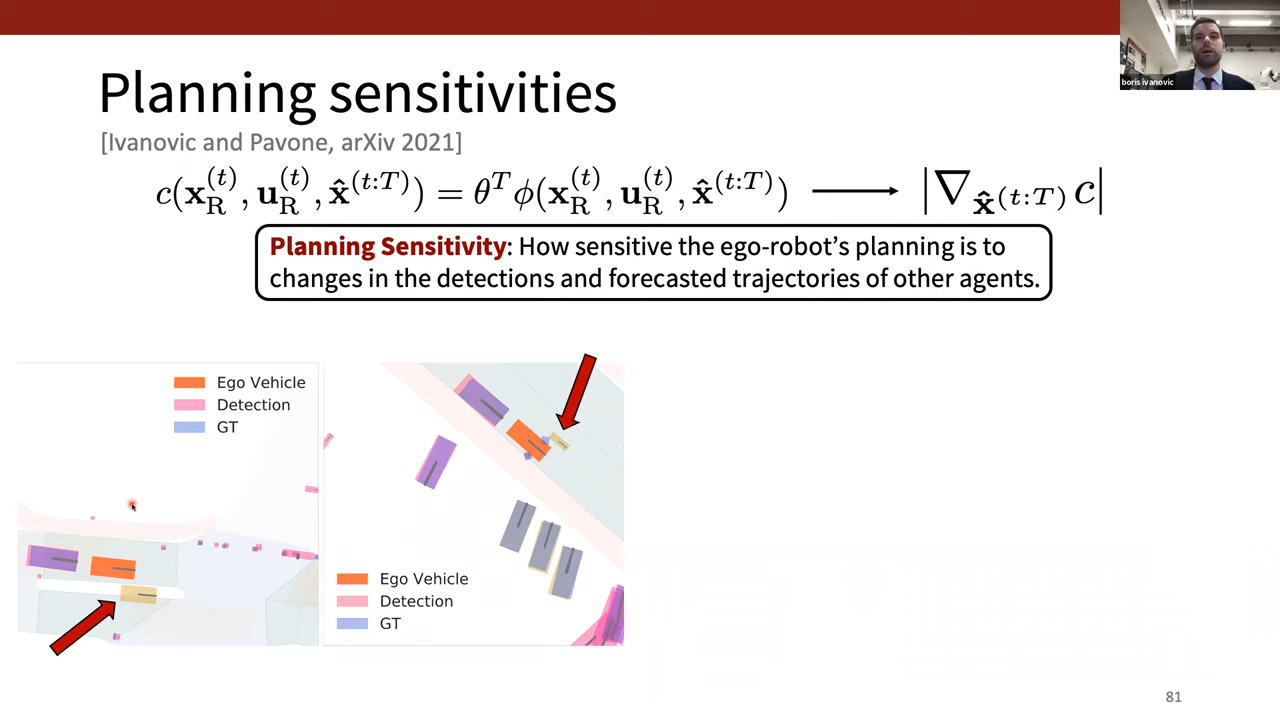 boris ivanovic
Planning sensitivities
[Ivanovic and Pavone, arXiv 2021]
c(x_R^(t), u_R^(t), x̂^(t:T)) = θ^T ϕ(x_R^(t), u_R^(t), x̂^(t:T)) ⟶ |∇_x̂^(t:T) c|
Planning Sensitivity: How sensitive the ego-robot’s planning is to
changes in the detections and forecasted trajectories of other agents.
Ego Vehicle
Detection
GT
Ego Vehicle
Detection
GT
81